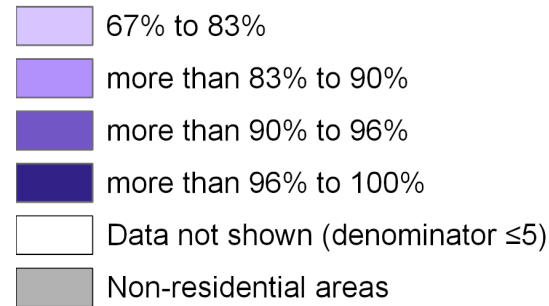 67% to 83%
more than 83% to 90%
more than 90% to 96%
more than 96% to 100%
Data not shown (denominator ≤5)
Non-residential areas